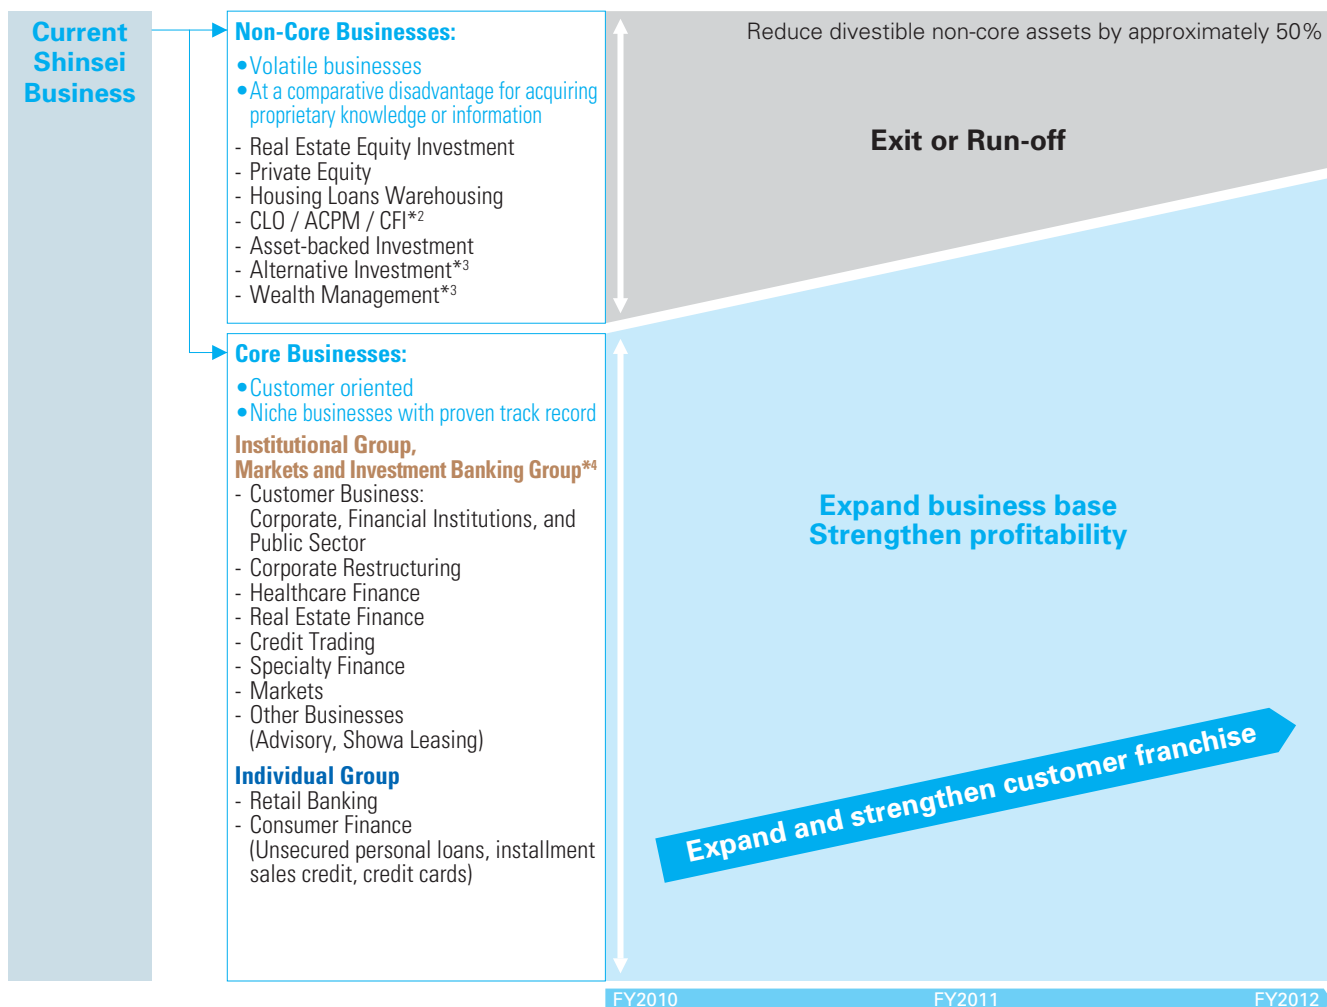 Current
Shinsei
Business
Non-Core Businesses:
•Volatile businesses
•At a comparative disadvantage for acquiring
proprietary knowledge or information
- Real Estate Equity Investment
- Private Equity
- Housing Loans Warehousing
- CLO / ACPM / CFI*2
- Asset-backed Investment
- Alternative Investment*3
- Wealth Management*3
Reduce divestible non-core assets by approximately 50%
Exit or Run-off
Core Businesses:
•Customer oriented
•Niche businesses with proven track record
Institutional Group,
Markets and Investment Banking Group*4
- Customer Business:
Corporate, Financial Institutions, and
Public Sector
- Corporate Restructuring
- Healthcare Finance
- Real Estate Finance
- Credit Trading
- Specialty Finance
- Markets
- Other Businesses
(Advisory, Showa Leasing)
Individual Group
- Retail Banking
- Consumer Finance
(Unsecured personal loans, installment
sales credit, credit cards)
Expand business base
Strengthen profitability
Expand and strengthen customer franchise
FY2010 FY2011 FY2012